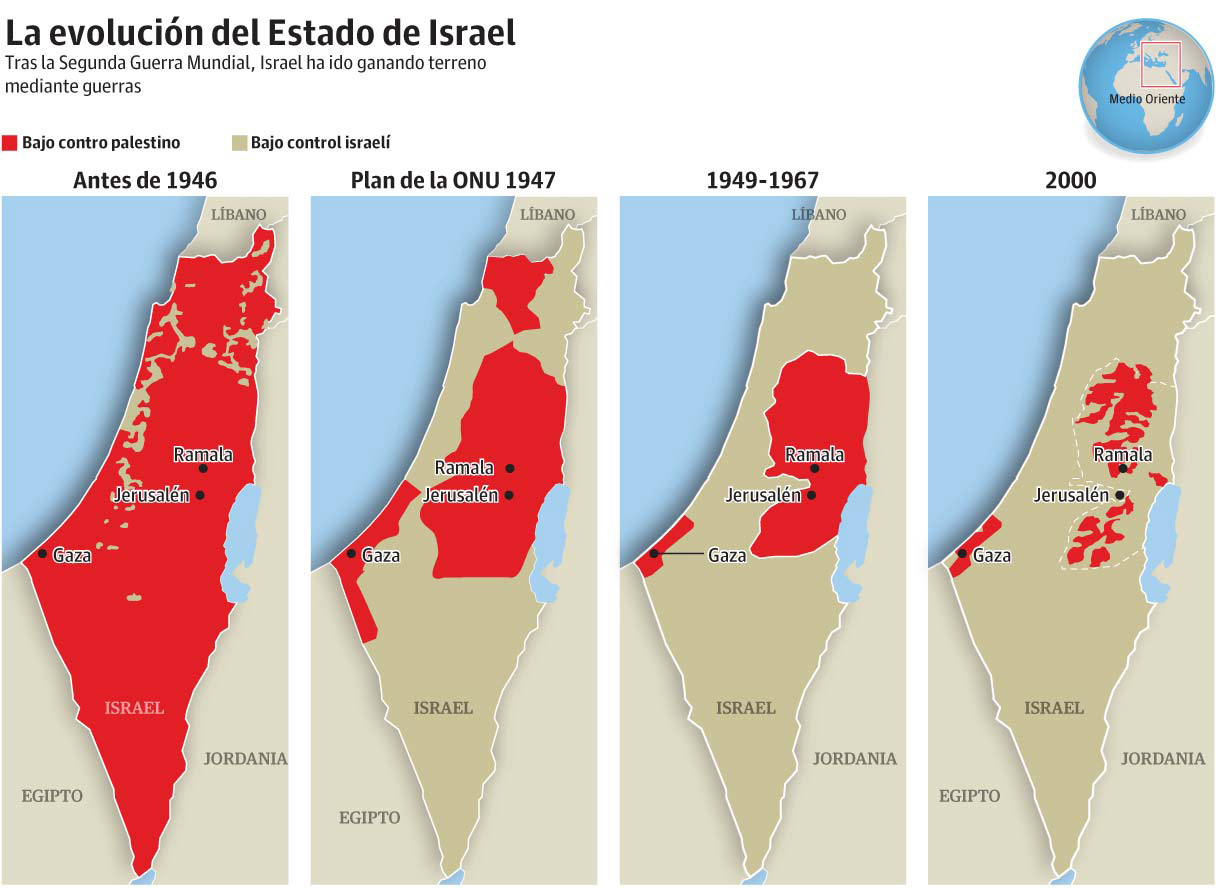 La evolución del Estado de Israel
Tras la Segunda Guerra Mundial, Israel ha ido ganando terreno
mediante guerras
Medio Oriente
Bajo contro palestino
Bajo control israelí
Antes de 1946
LÍBANO
Ramala
Jerusalén
Gaza
ISRAEL
JORDANIA
EGIPTO
Plan de la ONU 1947
LÍBANO
Ramala
Jerusalén
Gaza
ISRAEL
EGIPTO
1949-1967
LÍBANO
Ramala
Jerusalén
Gaza
ISRAEL
JORDANIA
2000
LÍBANO
Ramala
Jerusalén
Gaza
ISRAEL
JORDANIA
EGIPTO